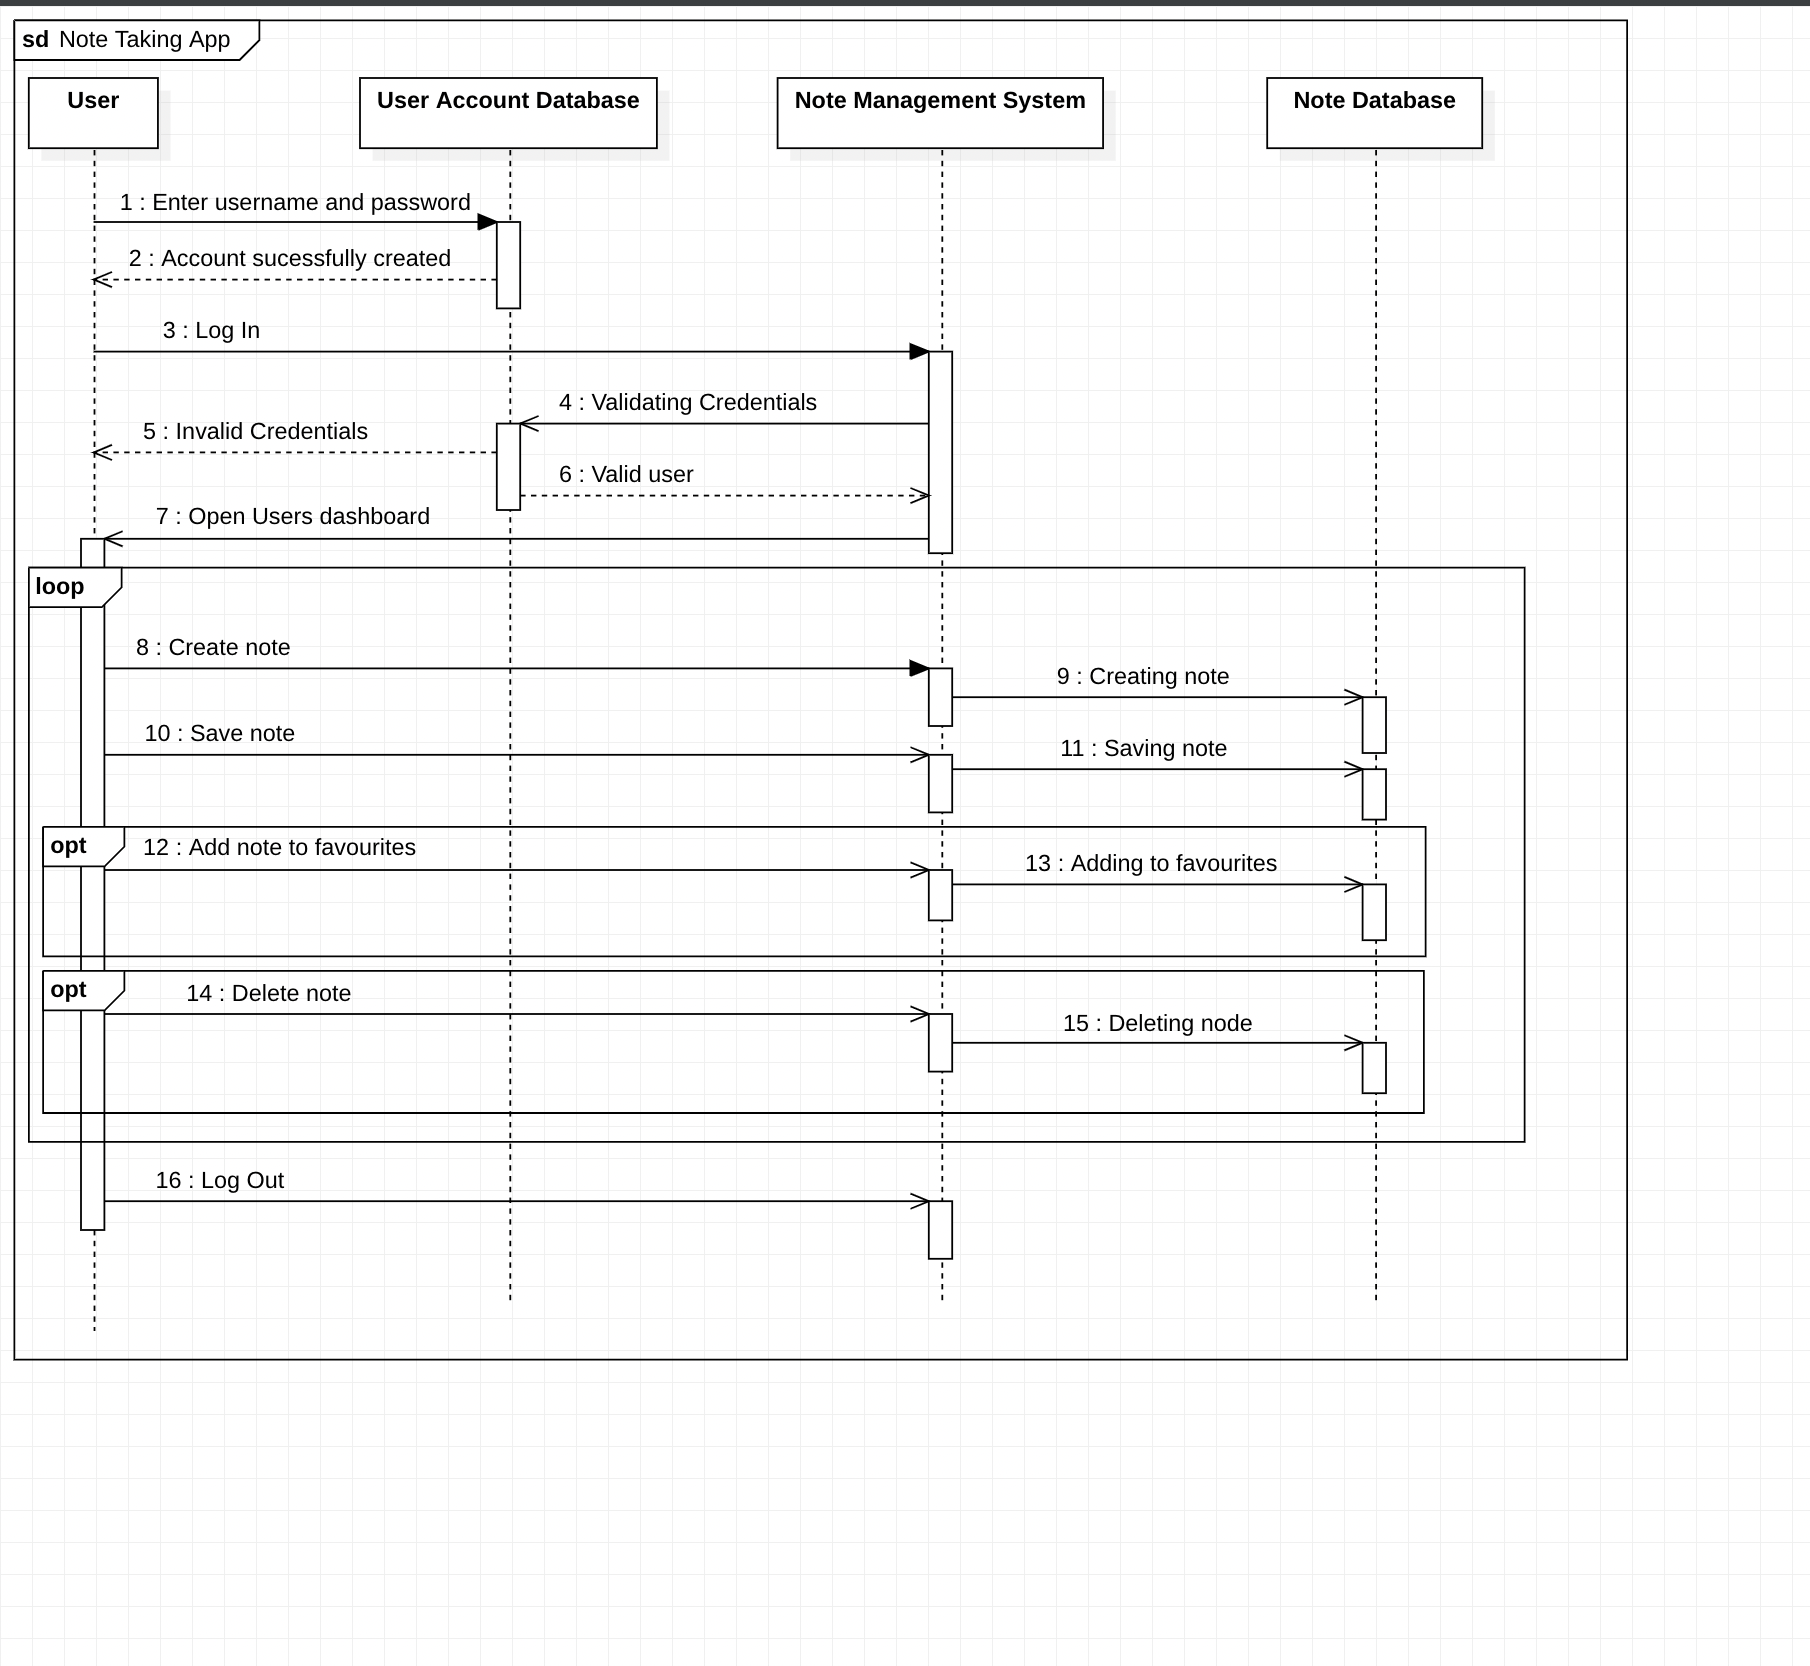 sd Note Taking App
User
User Account Database
Note Management System
Note Database
1 : Enter username and password
2 : Account sucessfully created
3 : Log In
4 : Validating Credentials
5 : Invalid Credentials
6 : Valid user
7 : Open Users dashboard
loop
8 : Create note
9 : Creating note
10 : Save note
11 : Saving note
opt
12 : Add note to favourites
13 : Adding to favourites
opt
14 : Delete note
15 : Deleting node
16 : Log Out